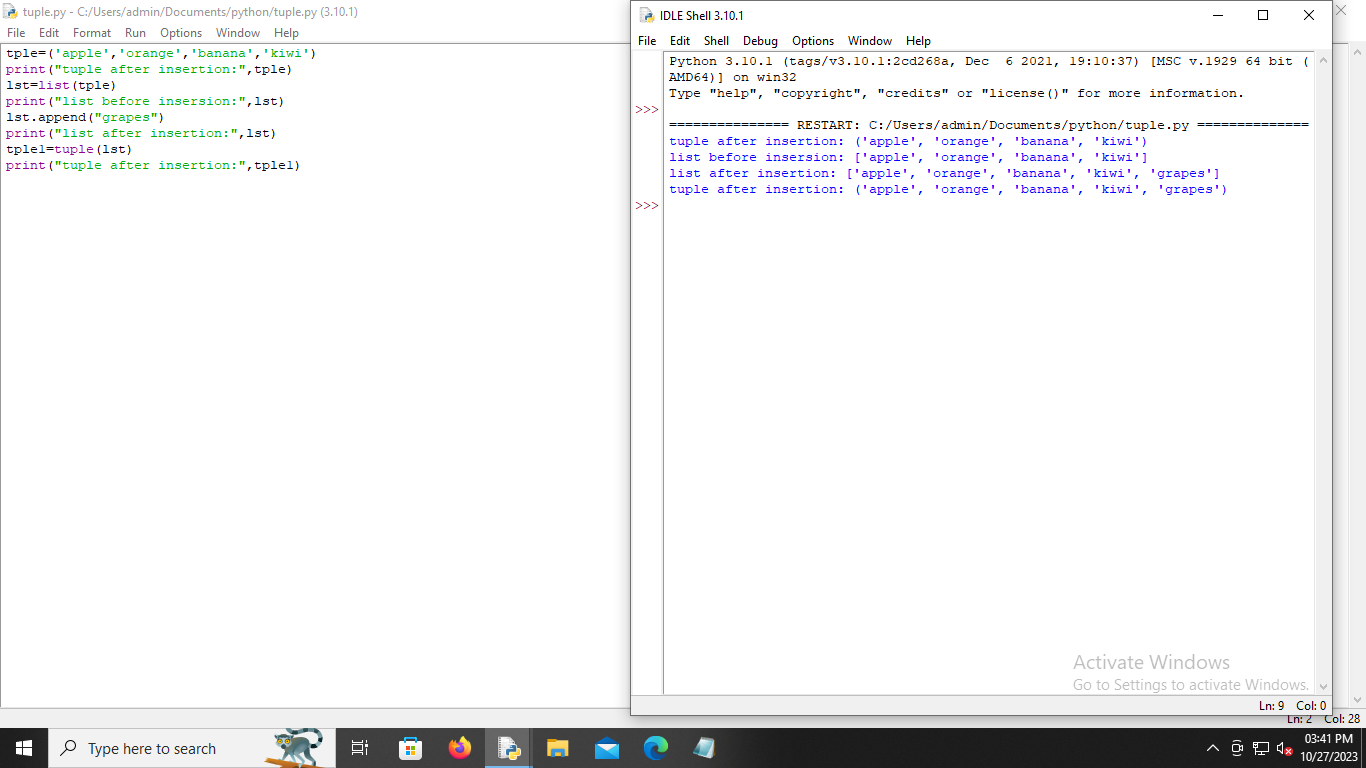 tuple.py - C:/Users/admin/Documents/python/tuple.py (3.10.1)
File Edit Format Run Options Window Help
tple=('apple','orange','banana','kiwi')
print("tuple after insertion:",tple)
lst=list(tple)
print("list before insersion:",lst)
lst.append("grapes")
print("list after insertion:",lst)
tple1=tuple(lst)
print("tuple after insertion:",tple1)
IDLE Shell 3.10.1
File Edit Shell Debug Options Window Help
Python 3.10.1 (tags/v3.10.1:2cd268a, Dec  6 2021, 19:10:37) [MSC v.1929 64 bit (
AMD64)] on win32
Type "help", "copyright", "credits" or "license()" for more information.
>>>
=============== RESTART: C:/Users/admin/Documents/python/tuple.py ==============
tuple after insertion: ('apple', 'orange', 'banana', 'kiwi')
list before insersion: ['apple', 'orange', 'banana', 'kiwi']
list after insertion: ['apple', 'orange', 'banana', 'kiwi', 'grapes']
tuple after insertion: ('apple', 'orange', 'banana', 'kiwi', 'grapes')
>>>
Activate Windows
Go to Settings to activate Windows.
Ln: 9 Col: 0
Ln: 2 Col: 28
Type here to search
03:41 PM
10/27/2023